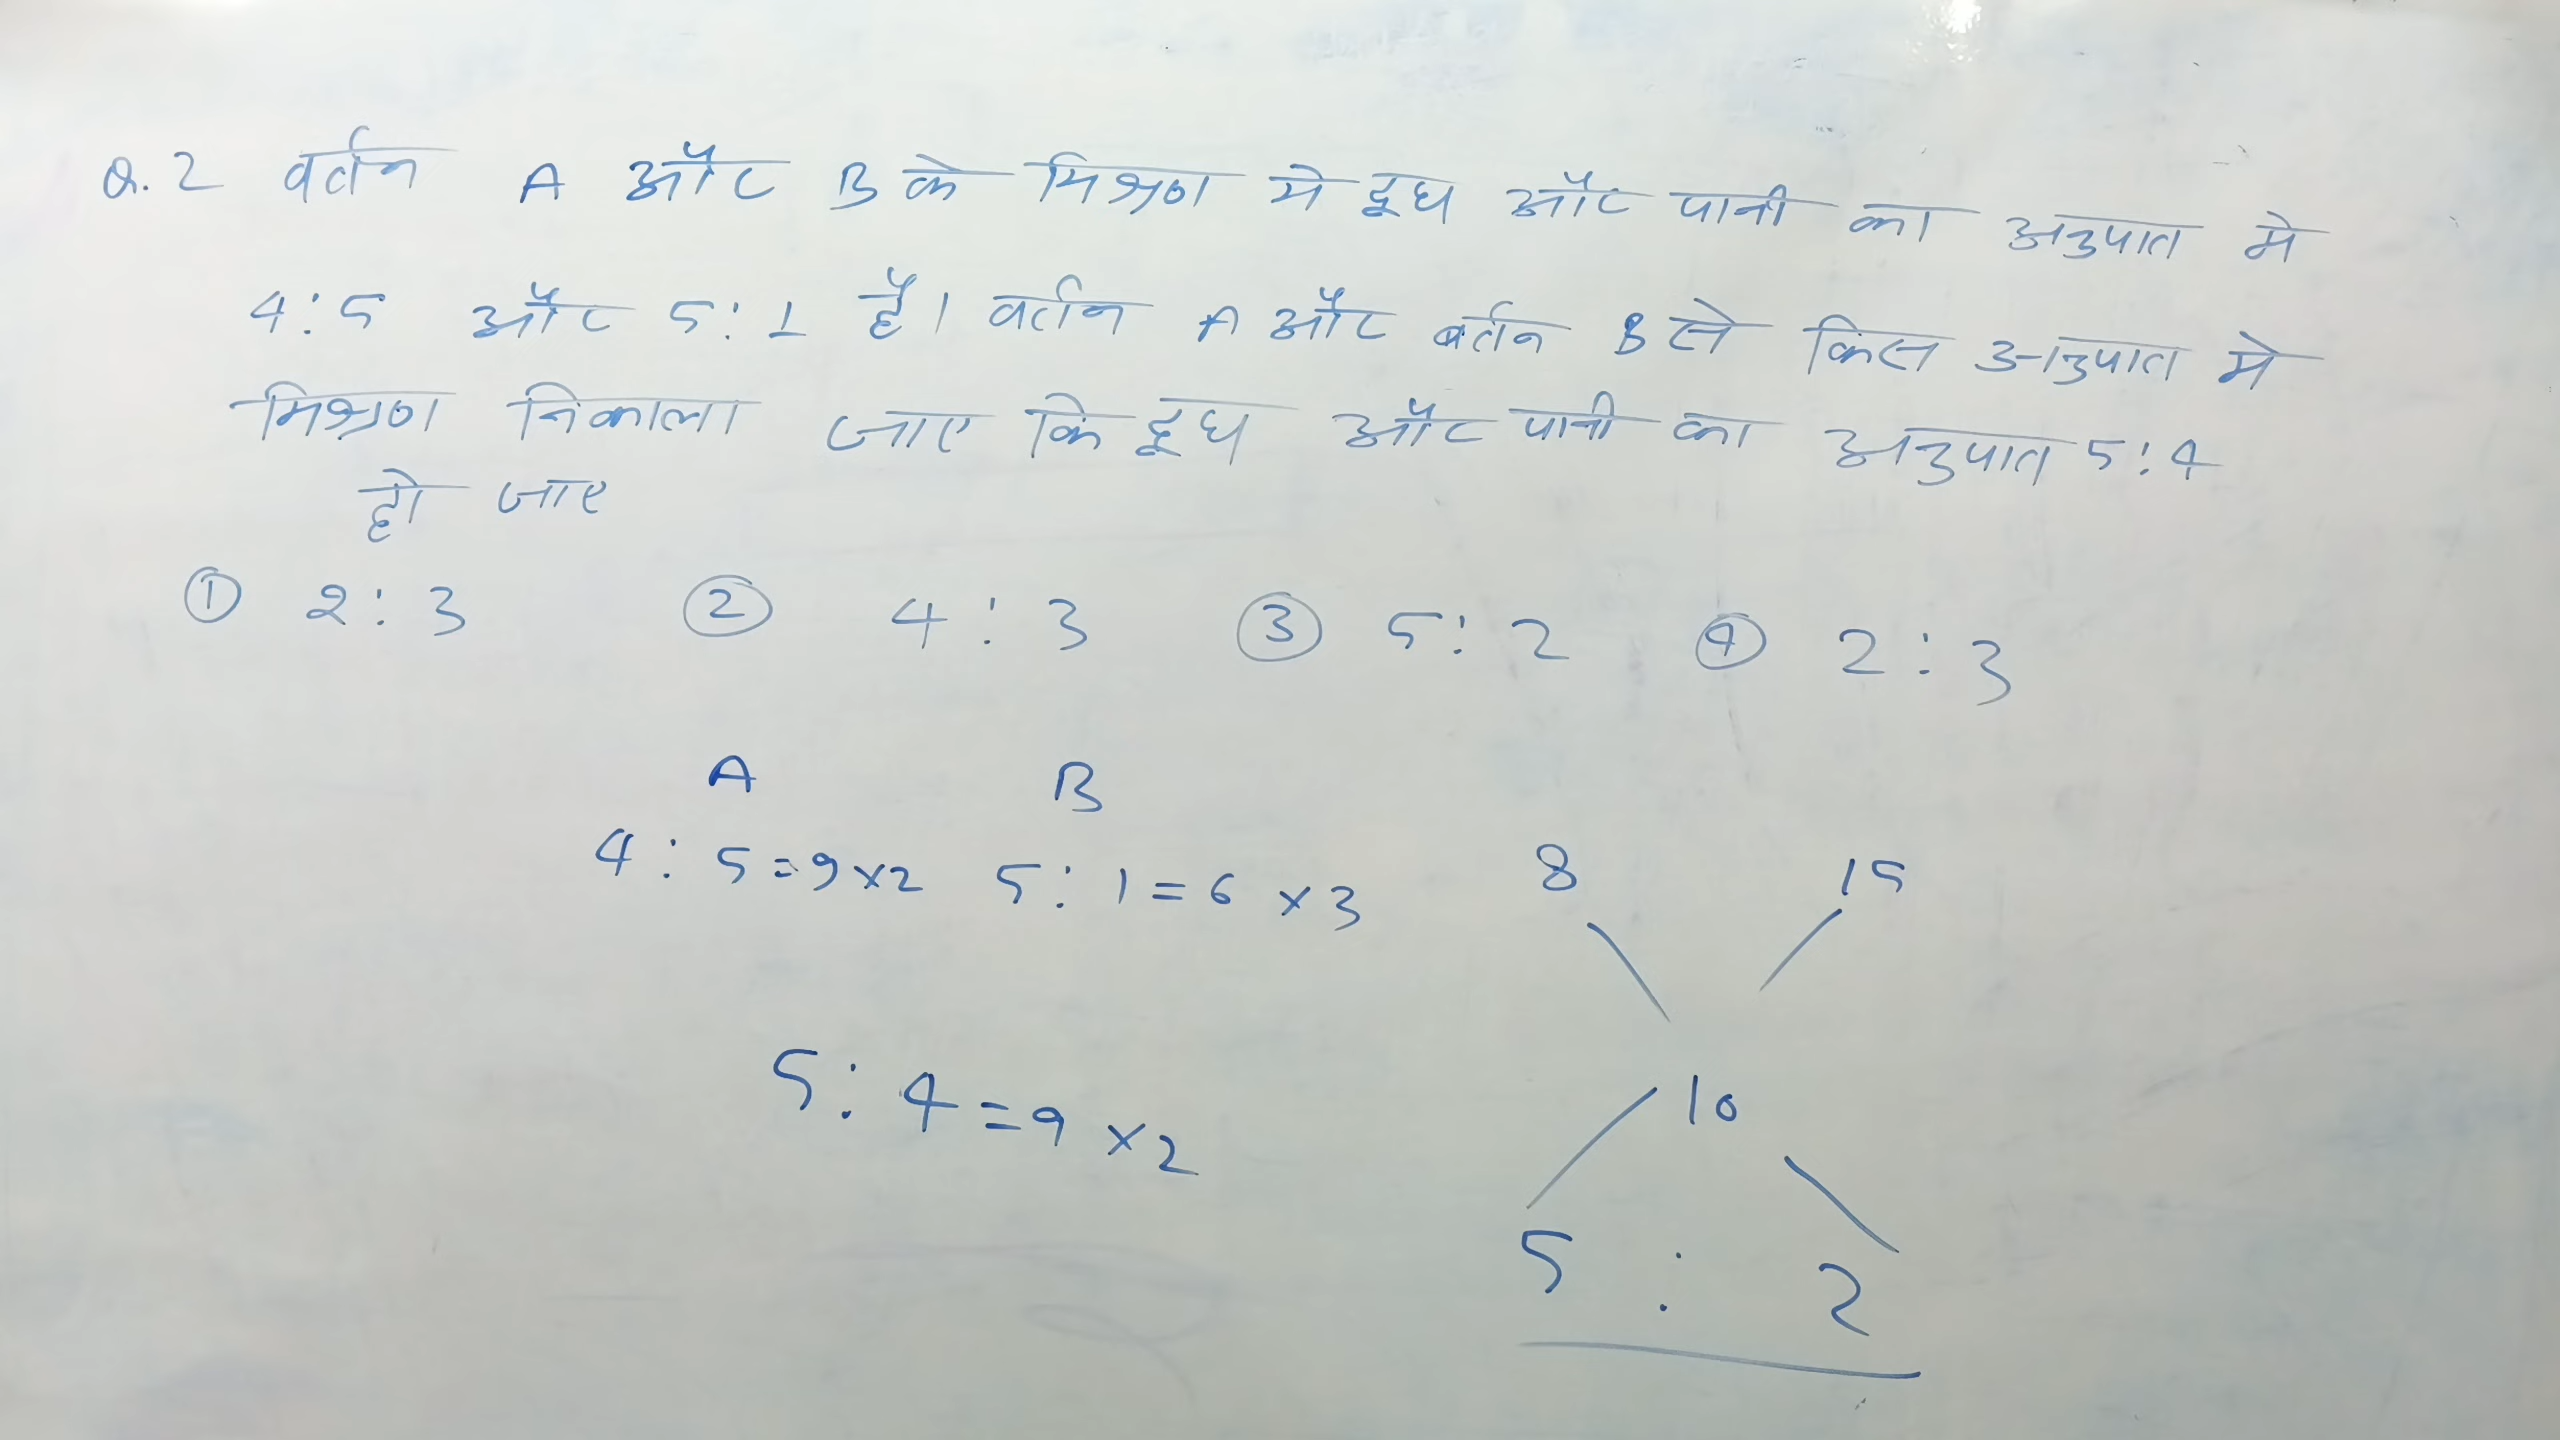 Q.2 वर्तन A और B के मिश्रण मे दूध और पानी का अनुपात मे
4:5 और 5:1 है। वर्तन A और बर्तन B से किस अनुपात मे
मिश्रण निकाला जाए कि दूध और पानी का अनुपात 5:4
हो जाए
① 2:3 ② 4:3 ③ 5:2 ④ 2:3
A B
4:5=9×2 5:1=6×3
8 15
5:4=9×2
10
5:2